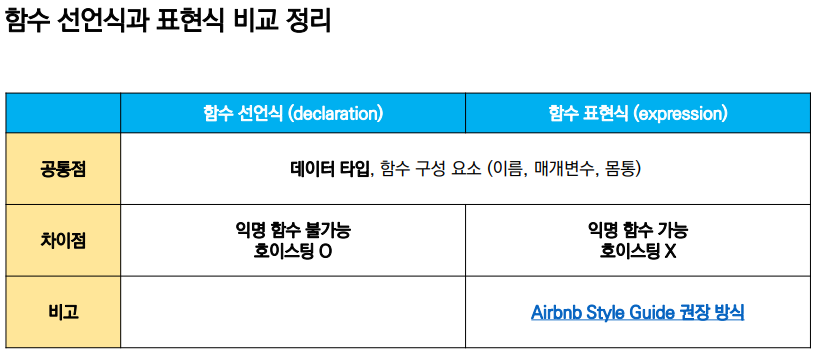 함수 선언식과 표현식 비교 정리
함수 선언식 (declaration)
함수 표현식 (expression)
공통점
데이터 타입, 함수 구성 요소 (이름, 매개변수, 몸통)
차이점
익명 함수 불가능
호이스팅 O
익명 함수 가능
호이스팅 X
비고
Airbnb Style Guide 권장 방식